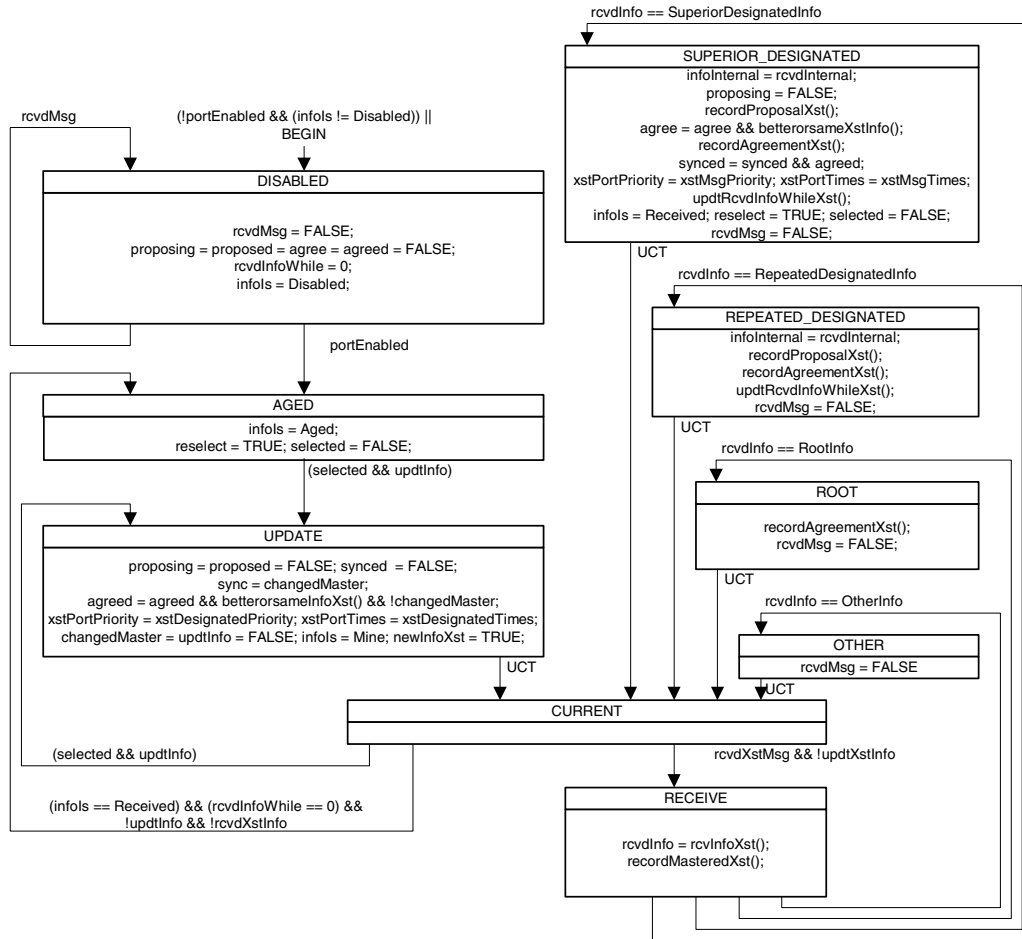 rcvdInfo == SuperiorDesignatedInfo
SUPERIOR_DESIGNATED
infoInternal = rcvdInternal;
proposing = FALSE;
recordProposalXst();
agree = agree && betterorsameXstInfo();
recordAgreementXst();
synced = synced && agreed;
xstPortPriority = xstMsgPriority; xstPortTimes = xstMsgTimes;
updtRcvdInfoWhileXst();
infoIs = Received; reselect = TRUE; selected = FALSE;
rcvdMsg = FALSE;
UCT
rcvdMsg
(!portEnabled && (infoIs != Disabled)) ||
BEGIN
DISABLED
rcvdMsg = FALSE;
proposing = proposed = agree = agreed = FALSE;
rcvdInfoWhile = 0;
infoIs = Disabled;
portEnabled
rcvdInfo == RepeatedDesignatedInfo
REPEATED_DESIGNATED
infoInternal = rcvdInternal;
recordProposalXst();
recordAgreementXst();
updtRcvdInfoWhileXst();
rcvdMsg = FALSE;
UCT
AGED
infoIs = Aged;
reselect = TRUE; selected = FALSE;
(selected && updtInfo)
rcvdInfo == RootInfo
ROOT
recordAgreementXst();
rcvdMsg = FALSE;
UCT
UPDATE
proposing = proposed = FALSE; synced = FALSE;
sync = changedMaster;
agreed = agreed && betterorsameInfoXst() && !changedMaster;
xstPortPriority = xstDesignatedPriority; xstPortTimes = xstDesignatedTimes;
changedMaster = updtInfo = FALSE; infoIs = Mine; newInfoXst = TRUE;
UCT
rcvdInfo == OtherInfo
OTHER
rcvdMsg = FALSE
UCT
CURRENT
(selected && updtInfo)
rcvdXstMsg && !updtXstInfo
(infoIs == Received) && (rcvdInfoWhile == 0) &&
!updtInfo && !rcvdXstInfo
RECEIVE
rcvdInfo = rcvInfoXst();
recordMasteredXst();